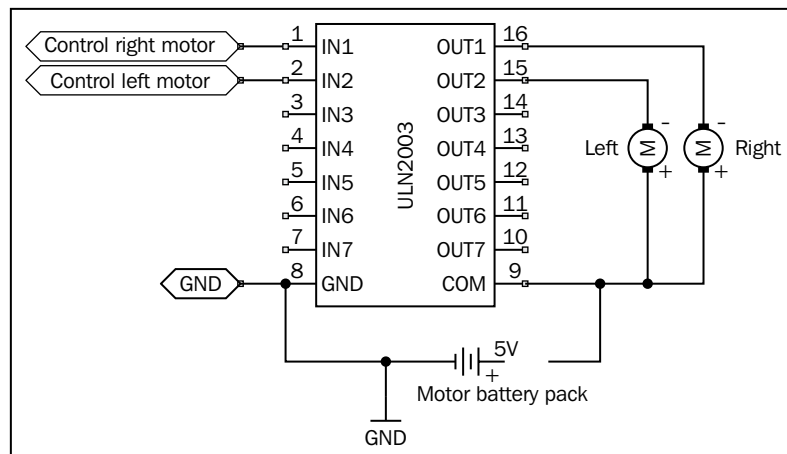 Control right motor
Control left motor
GND
1
2
3
4
5
6
7
8
IN1
IN2
IN3
IN4
IN5
IN6
IN7
GND
ULN2003
OUT1
OUT2
OUT3
OUT4
OUT5
OUT6
OUT7
COM
16
15
14
13
12
11
10
9
Left
M
-
+
M
-
+
Right
5V
+
Motor battery pack
GND